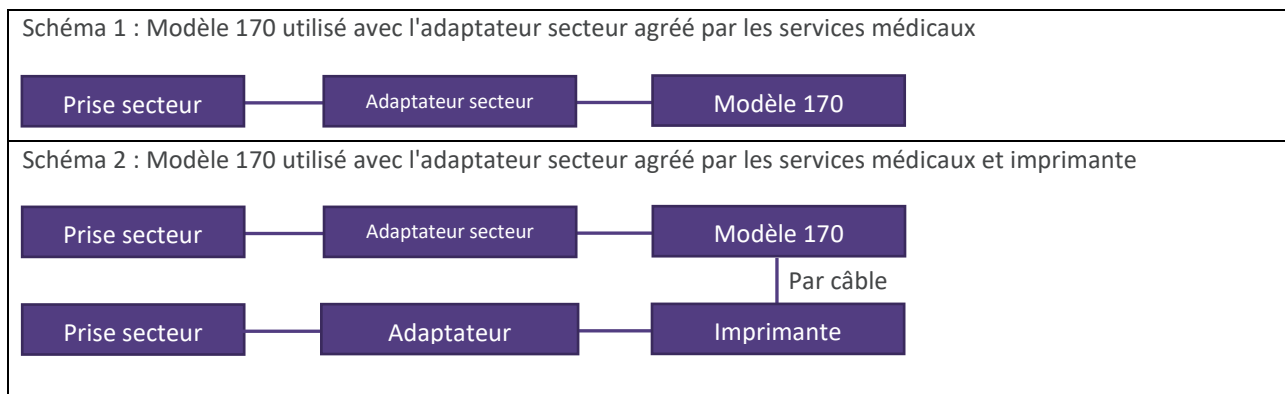 Schéma 1 : Modèle 170 utilisé avec l'adaptateur secteur agréé par les services médicaux
Prise secteur Adaptateur secteur Modèle 170
Schéma 2 : Modèle 170 utilisé avec l'adaptateur secteur agréé par les services médicaux et imprimante
Prise secteur Adaptateur secteur Modèle 170
Par câble
Prise secteur Adaptateur Imprimante